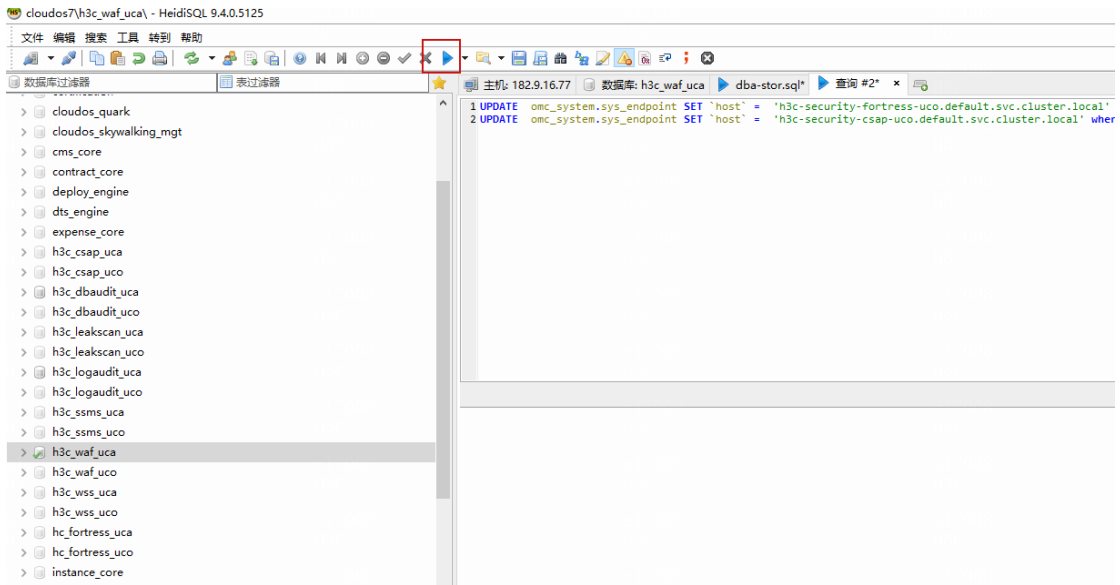 cloudos7\h3c_waf_uca\ - HeidiSQL 9.4.0.5125
文件 编辑 搜索 工具 转到 帮助
数据库过滤器 表过滤器 主机: 182.9.16.77 数据库: h3c_waf_uca dba-stor.sql* 查询 #2* ×
1 UPDATE omc_system.sys_endpoint SET `host` = 'h3c-security-fortress-uco.default.svc.cluster.local'
2 UPDATE omc_system.sys_endpoint SET `host` = 'h3c-security-csap-uco.default.svc.cluster.local' wher
cloudos_quark
cloudos_skywalking_mgt
cms_core
contract_core
deploy_engine
dts_engine
expense_core
h3c_csap_uca
h3c_csap_uco
h3c_dbaudit_uca
h3c_dbaudit_uco
h3c_leakscan_uca
h3c_leakscan_uco
h3c_logaudit_uca
h3c_logaudit_uco
h3c_ssms_uca
h3c_ssms_uco
h3c_waf_uca
h3c_waf_uco
h3c_wss_uca
h3c_wss_uco
hc_fortress_uca
hc_fortress_uco
instance_core